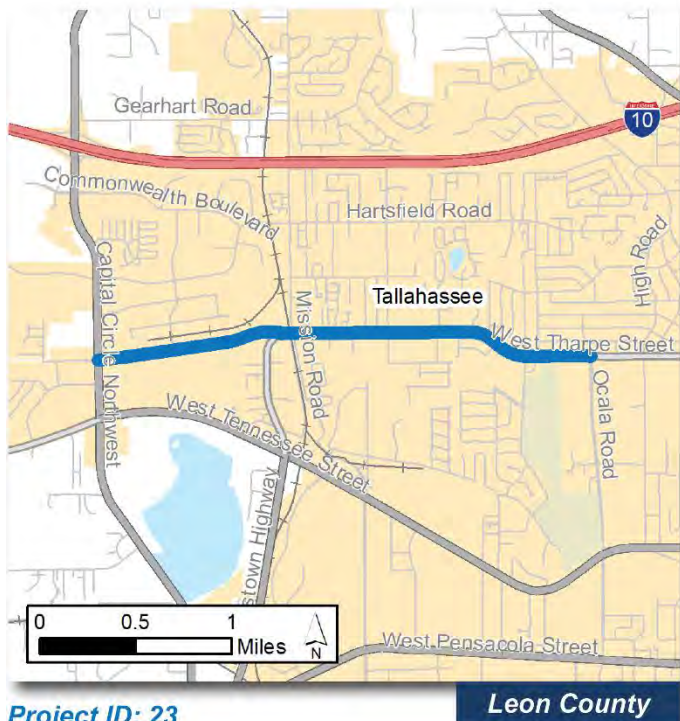 Gearhart Road
INTERSTATE
10
Commonwealth Boulevard
Hartsfield Road
High Road
Capital Circle Northwest
Tallahassee
Mission Road
West Tharpe Street
West Tennessee Street
Ocala Road
stown Highway
0 0.5 1
Miles
N
West Pensacola Street
Project ID: 23
Leon County